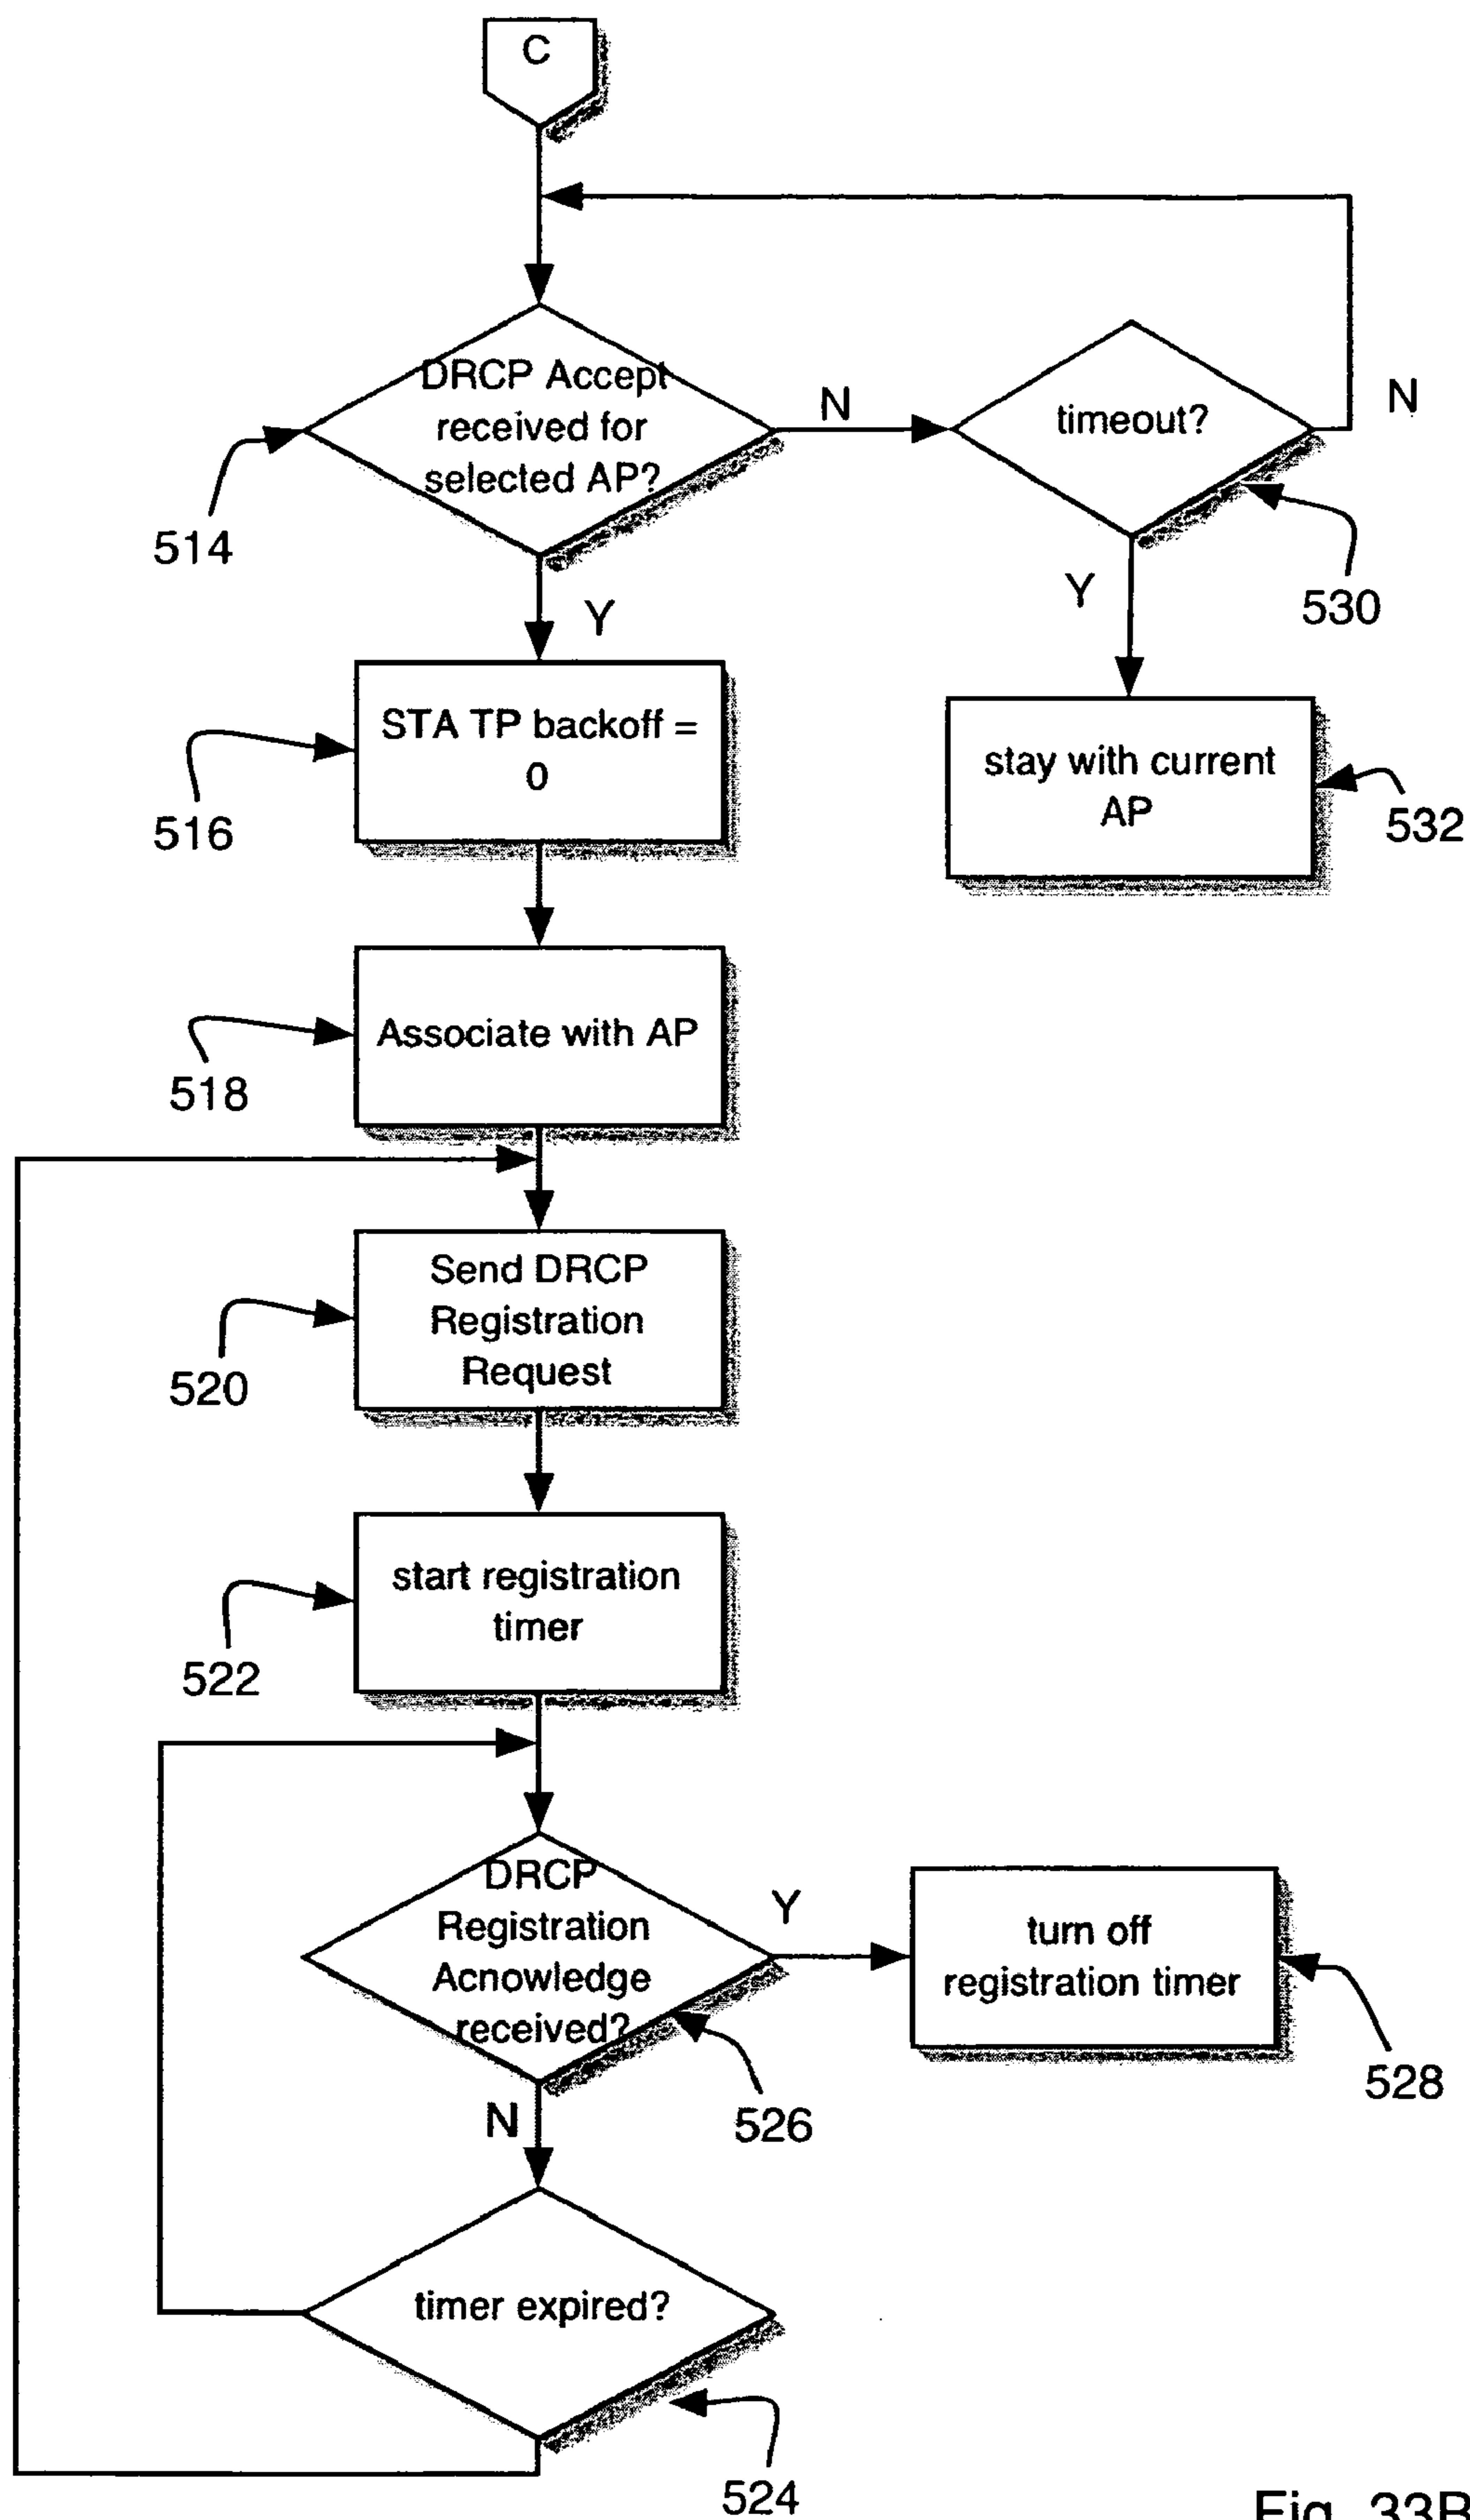 C
DRCP Accept
received for
selected AP?
N
timeout?
N
514
Y
Y
530
STA TP backoff =
0
516
stay with current
AP
532
Associate with AP
518
Send DRCP
Registration
Request
520
start registration
timer
522
DRCP
Registration
Acnowledge
received?
Y
turn off
registration timer
528
N
526
timer expired?
524
Fig. 33B